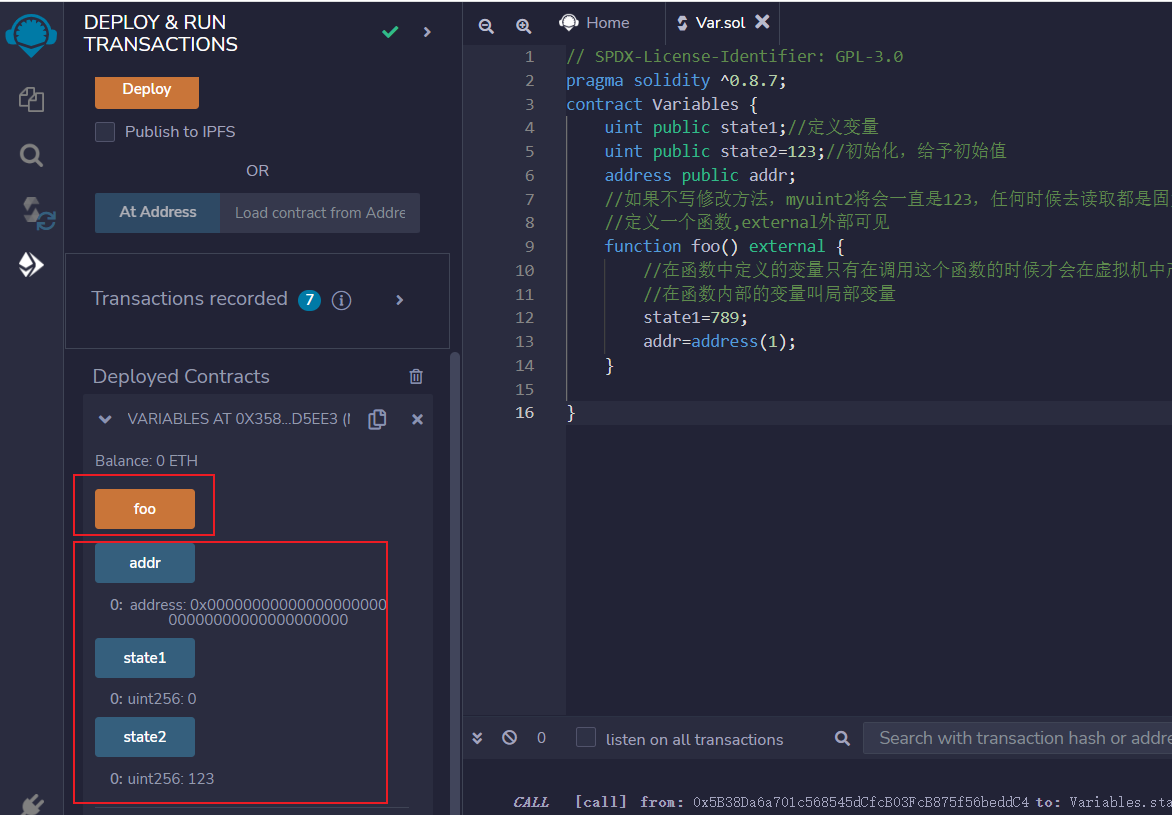 DEPLOY & RUN
TRANSACTIONS
Deploy
Publish to IPFS
OR
At Address
Load contract from Addre
Transactions recorded 7
Deployed Contracts
VARIABLES AT 0X358...D5EE3 (
Balance: 0 ETH
foo
addr
0: address: 0x00000000000000000000
00000000000000000000
state1
0: uint256: 0
state2
0: uint256: 123
Home
Var.sol
1 // SPDX-License-Identifier: GPL-3.0
2 pragma solidity ^0.8.7;
3 contract Variables {
4 uint public state1;//定义变量
5 uint public state2=123;//初始化，给予初始值
6 address public addr;
7 //如果不写修改方法，myuint2将会一直是123，任何时候去读取都是固
8 //定义一个函数,external外部可见
9 function foo() external {
10 //在函数中定义的变量只有在调用这个函数的时候才会在虚拟机中
11 //在函数内部的变量叫局部变量
12 state1=789;
13 addr=address(1);
14 }
15
16 }
0
listen on all transactions
Search with transaction hash or addre
CALL [call] from: 0x5B38Da6a701c568545dCfcB03FcB875f56beddC4 to: Variables.sta